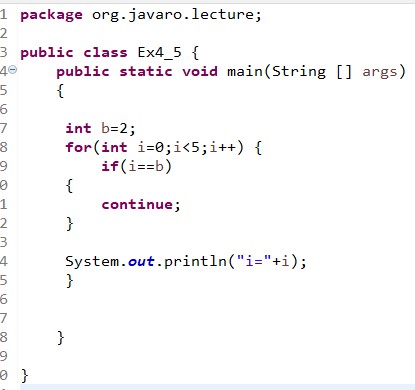 1 package org.javaro.lecture;
2
3 public class Ex4_5 {
4 public static void main(String [] args)
5 {
6
7 int b=2;
8 for(int i=0;i<5;i++) {
9 if(i==b)
0 {
1 continue;
2 }
3
4 System.out.println("i="+i);
5 }
6
7
8 }
9
0 }